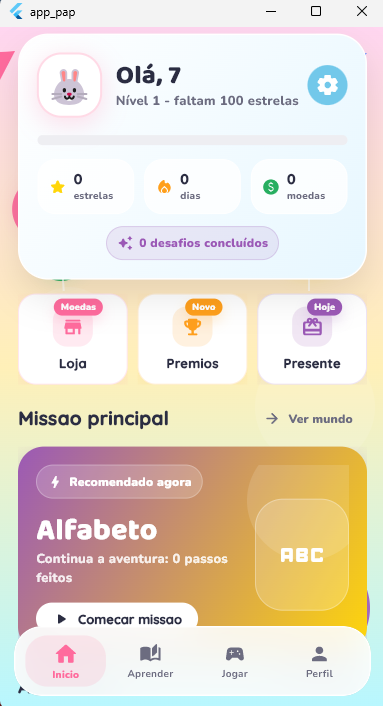 app_pap
Olá, 7
Nível 1 - faltam 100 estrelas
0
estrelas
0
dias
0
moedas
0 desafios concluídos
Moedas
Loja
Novo
Premios
Hoje
Presente
Missao principal
Ver mundo
Recomendado agora
Alfabeto
Continua a aventura: 0 passos
feitos
ABC
Comecar missao
Inicio
Aprender
Jogar
Perfil